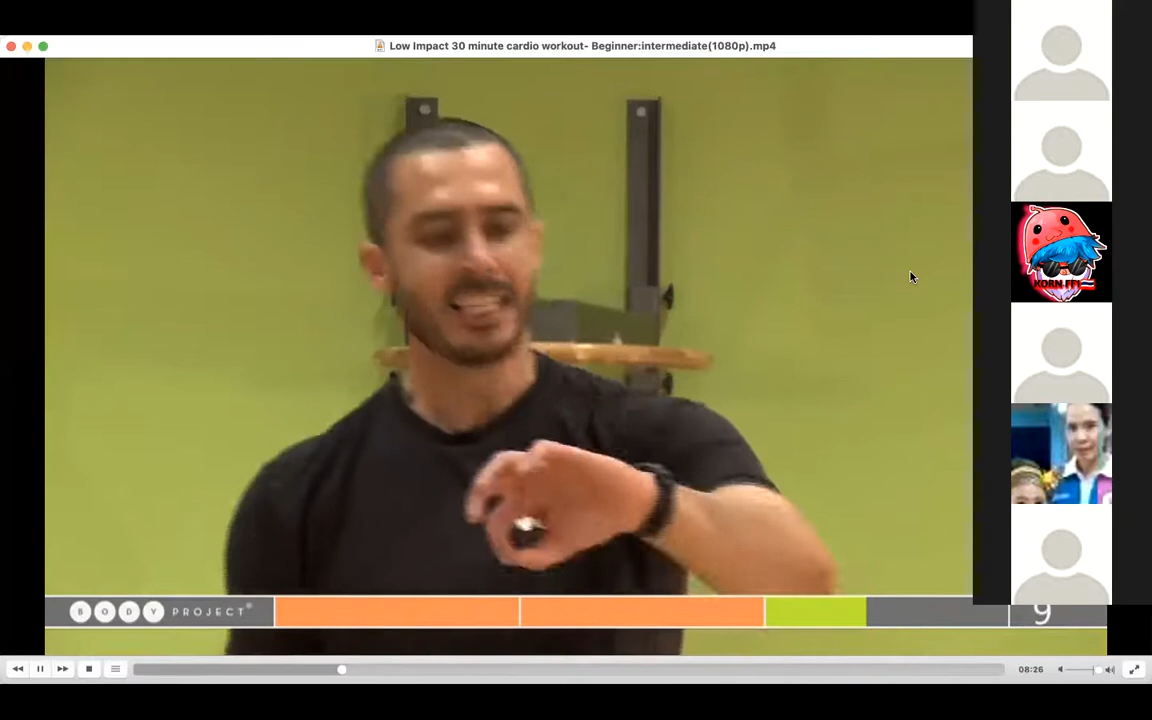 Low Impact 30 minute cardio workout- Beginner:intermediate(1080p).mp4
KORN FF
BODY PROJECT®
9
08:26